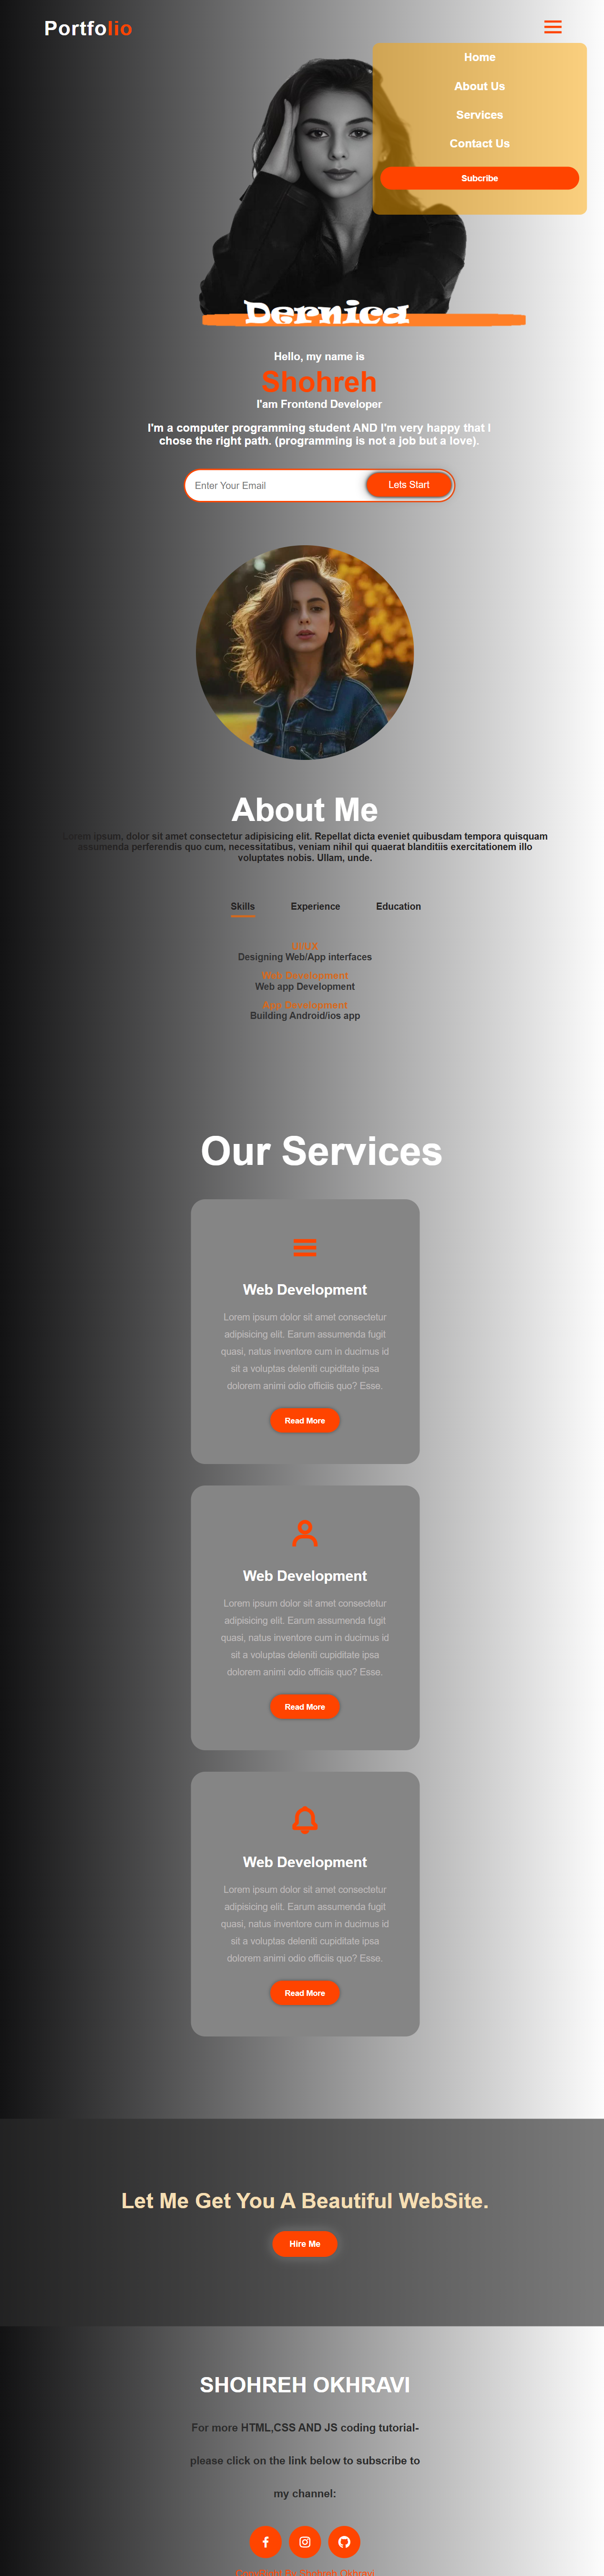 Portfolio
Home
About Us
Services
Contact Us
Subcribe
Dernica
Hello, my name is
Shohreh
I'am Frontend Developer
I'm a computer programming student AND I'm very happy that I
chose the right path. (programming is not a job but a love).
Enter Your Email
Lets Start
About Me
Lorem ipsum, dolor sit amet consectetur adipisicing elit. Repellat dicta eveniet quibusdam tempora quisquam
assumenda perferendis quo cum, necessitatibus, veniam nihil qui quaerat blanditiis exercitationem illo
voluptates nobis. Ullam, unde.
Skills
Experience
Education
UI/UX
Designing Web/App interfaces
Web Development
Web app Development
App Development
Building Android/ios app
Our Services
Web Development
Lorem ipsum dolor sit amet consectetur
adipisicing elit. Earum assumenda fugit
quasi, natus inventore cum in ducimus id
sit a voluptas deleniti cupiditate ipsa
dolorem animi odio officiis quo? Esse.
Read More
Web Development
Lorem ipsum dolor sit amet consectetur
adipisicing elit. Earum assumenda fugit
quasi, natus inventore cum in ducimus id
sit a voluptas deleniti cupiditate ipsa
dolorem animi odio officiis quo? Esse.
Read More
Web Development
Lorem ipsum dolor sit amet consectetur
adipisicing elit. Earum assumenda fugit
quasi, natus inventore cum in ducimus id
sit a voluptas deleniti cupiditate ipsa
dolorem animi odio officiis quo? Esse.
Read More
Let Me Get You A Beautiful WebSite.
Hire Me
SHOHREH OKHRAVI
For more HTML,CSS AND JS coding tutorial-
please click on the link below to subscribe to
my channel:
CopyRight By Shohreh Okhravi